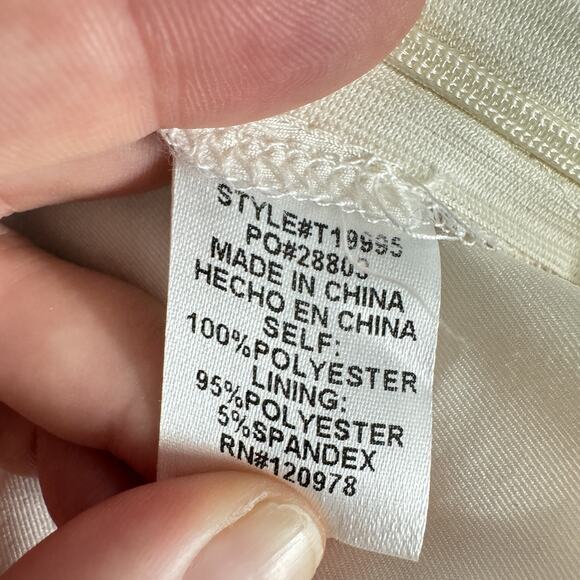 STYLE#T19995
MADE IN CHINA
HECHO EN CHINA
SELF:
100%POLYESTER
LINING:
95%POLYESTER
5%SPANDEX
RN#120978